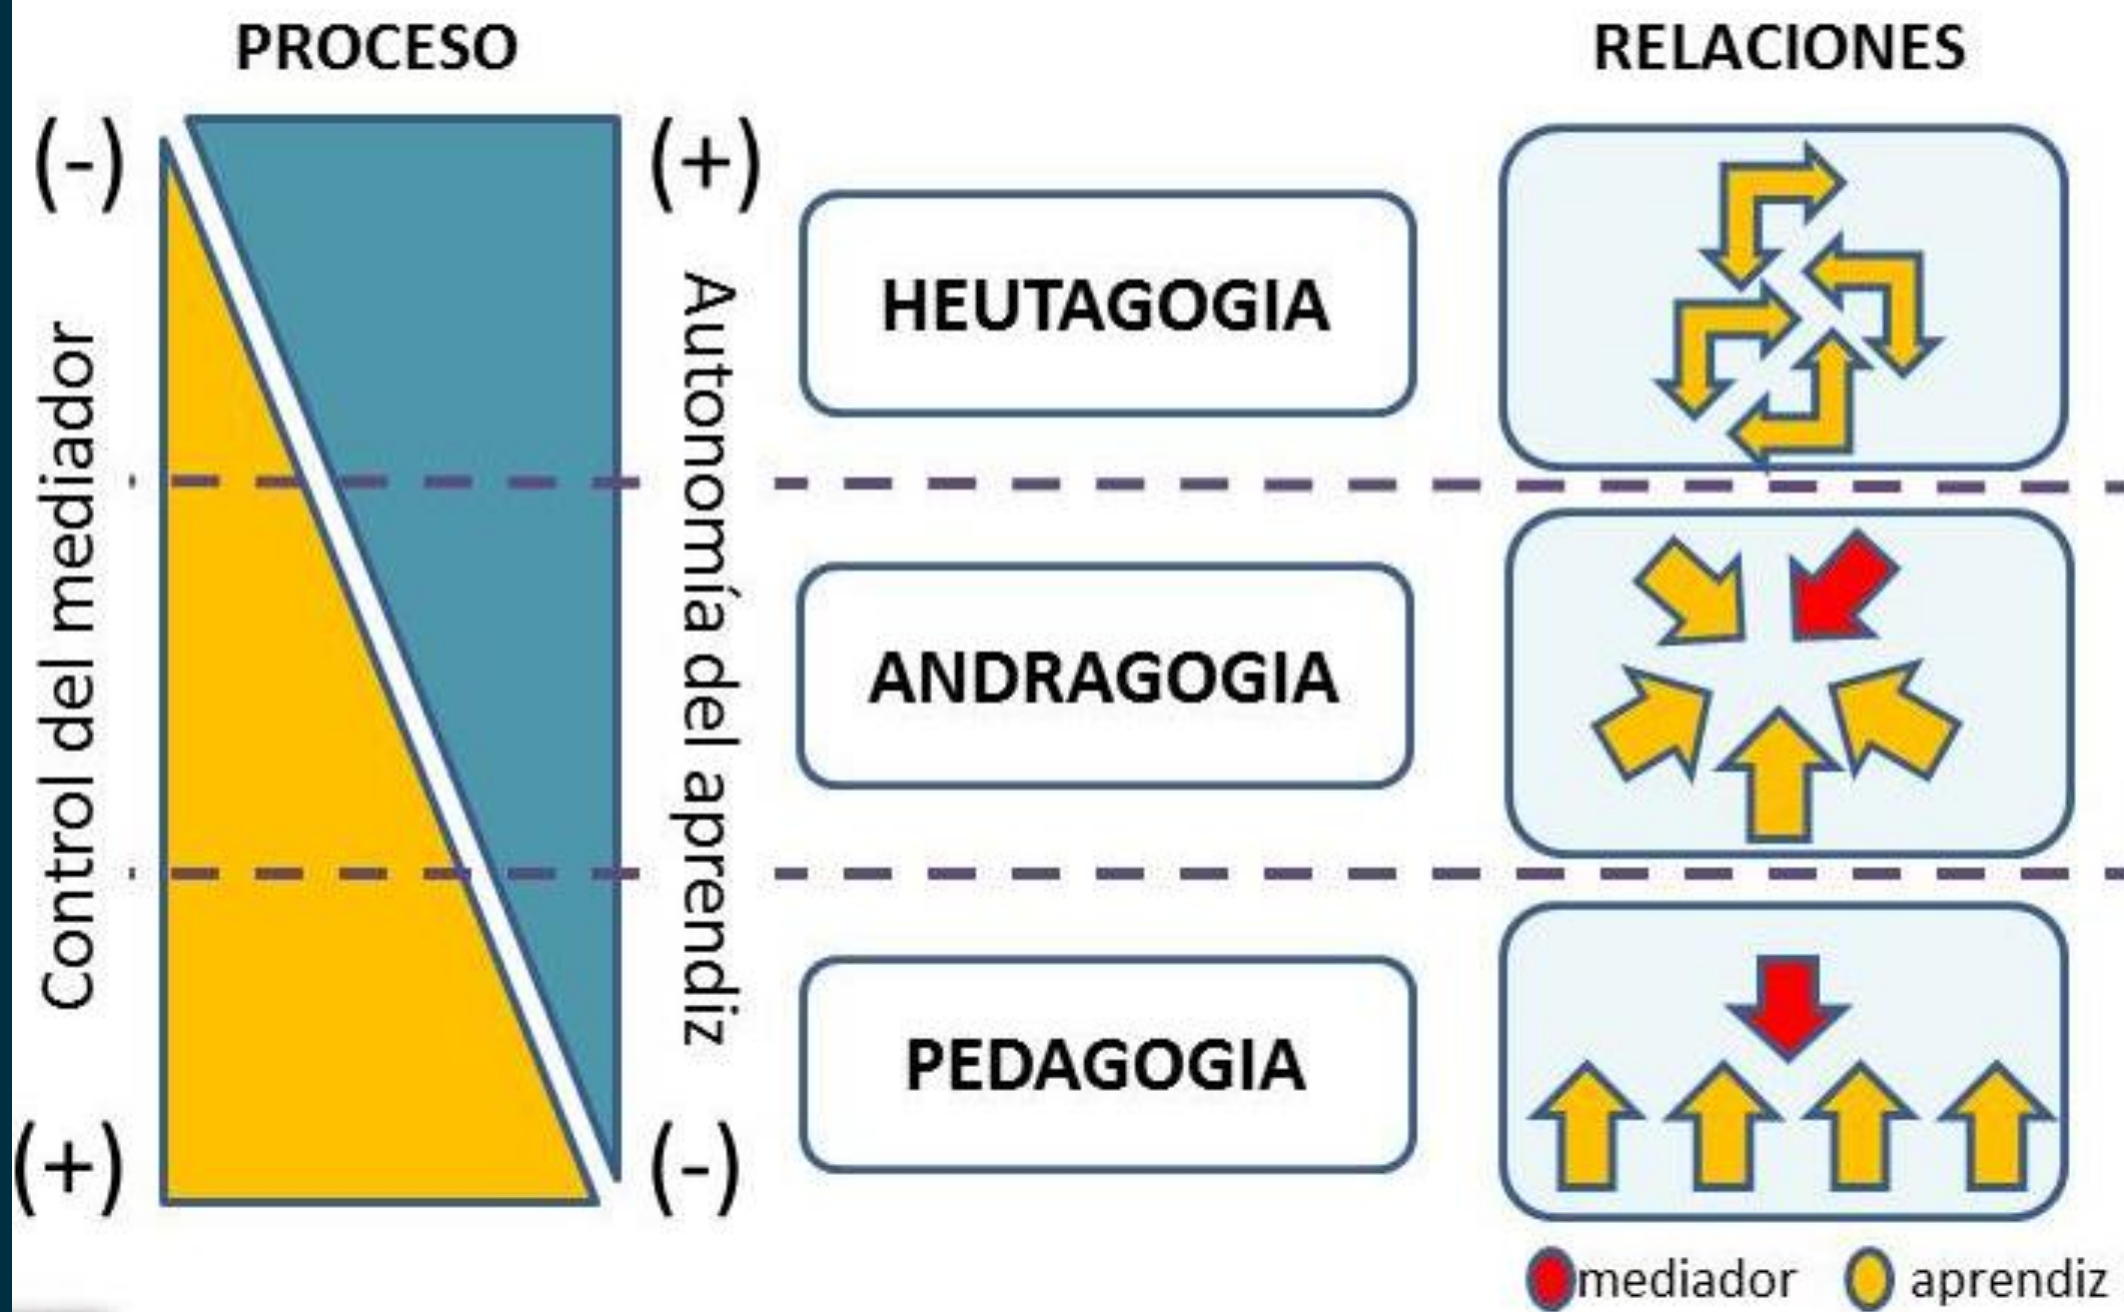 PROCESO
RELACIONES
(-)
(+)
Control del mediador
Autonomía del aprendiz
HEUTAGOGIA
ANDRAGOGIA
PEDAGOGIA
(+)
(-)
mediador
aprendiz